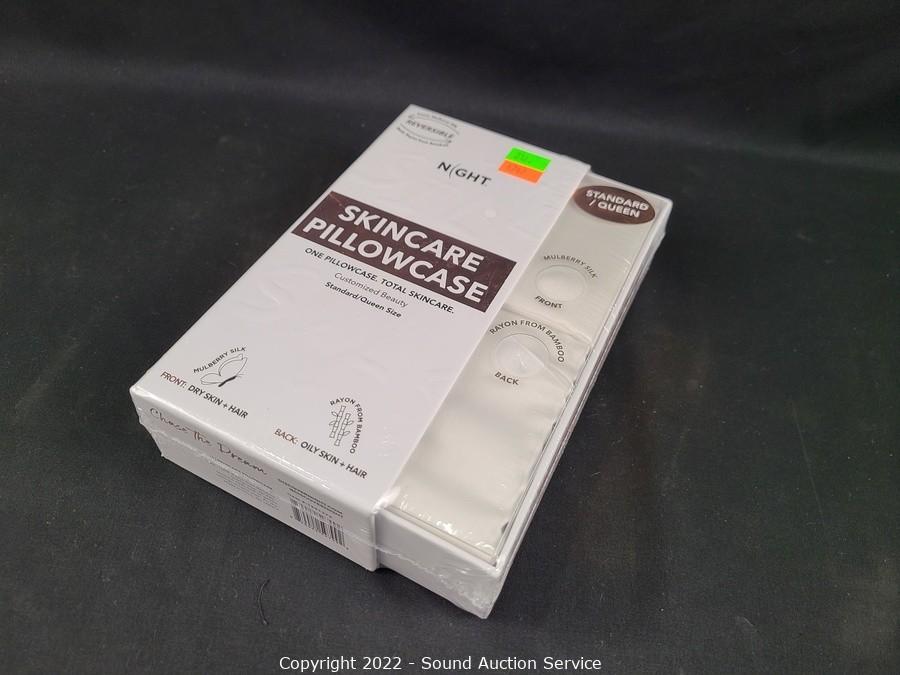 REVERSIBLE
NIGHT
SKINCARE
PILLOWCASE
ONE PILLOWCASE. TOTAL SKINCARE.
Customized Beauty
Standard/Queen Size
MULBERRY SILK
FRONT: DRY SKIN + HAIR
RAYON FROM BAMBOO
BACK: OILY SKIN + HAIR
STANDARD
/ QUEEN
MULBERRY SILK
FRONT
RAYON FROM BAMBOO
BACK
Chase The Dream
Copyright 2022 - Sound Auction Service